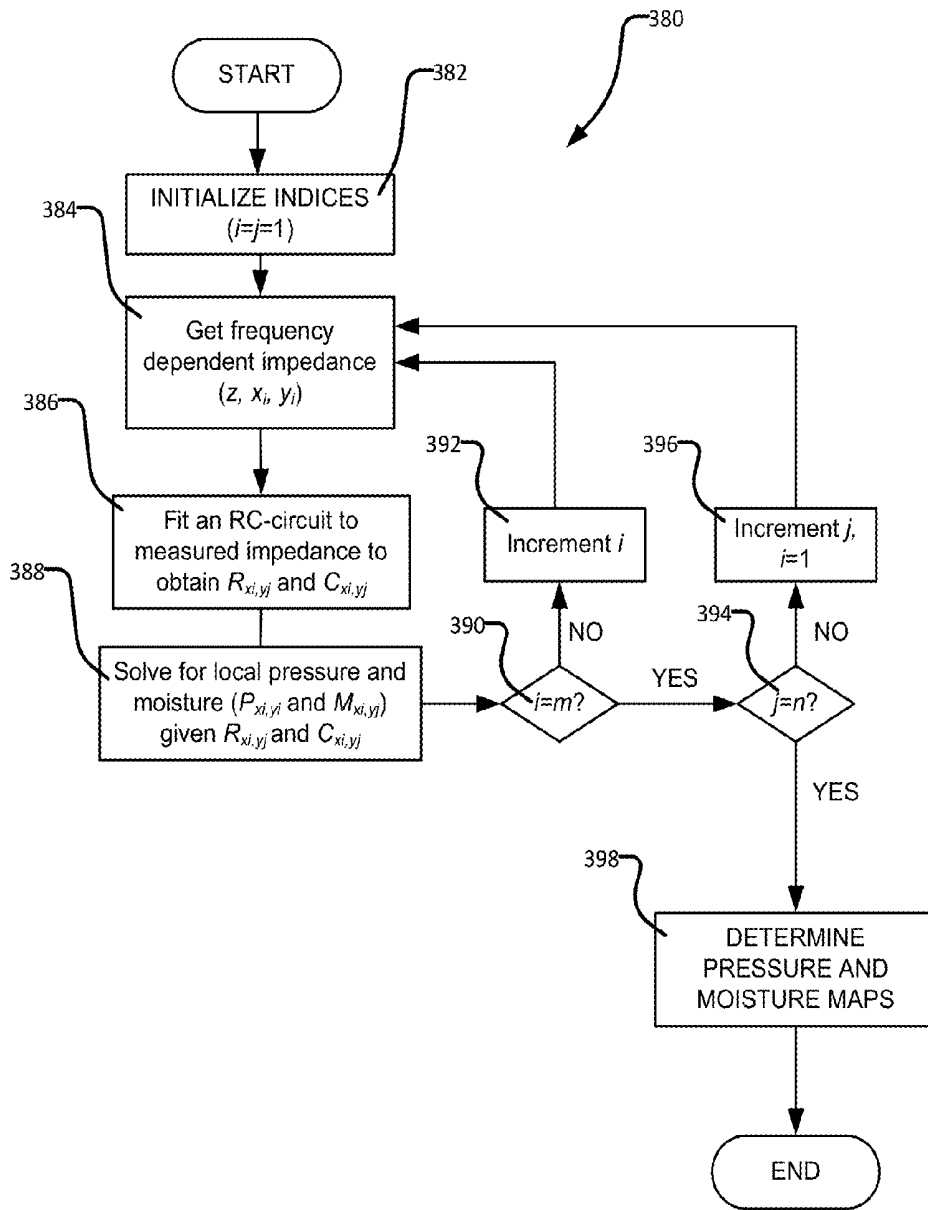 380
START
382
INITIALIZE INDICES
(i=j=1)
384
Get frequency
dependent impedance
(z, xi, yi)
386
Fit an RC-circuit to
measured impedance to
obtain Rxi,yj and Cxi,yj
388
Solve for local pressure and
moisture (Pxi,yi and Mxi,yj)
given Rxi,yj and Cxi,yj
392
Increment i
396
Increment j,
i=1
390
NO
i=m?
YES
394
NO
j=n?
YES
398
DETERMINE
PRESSURE AND
MOISTURE MAPS
END